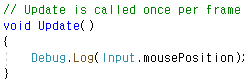 // Update is called once per frame
void Update()
{
    Debug.Log(Input.mousePosition);
}